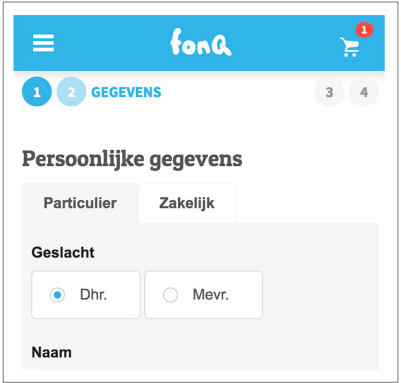 fonQ
1
1 2 GEGEVENS 3 4
Persoonlijke gegevens
Particulier Zakelijk
Geslacht
Dhr. Mevr.
Naam